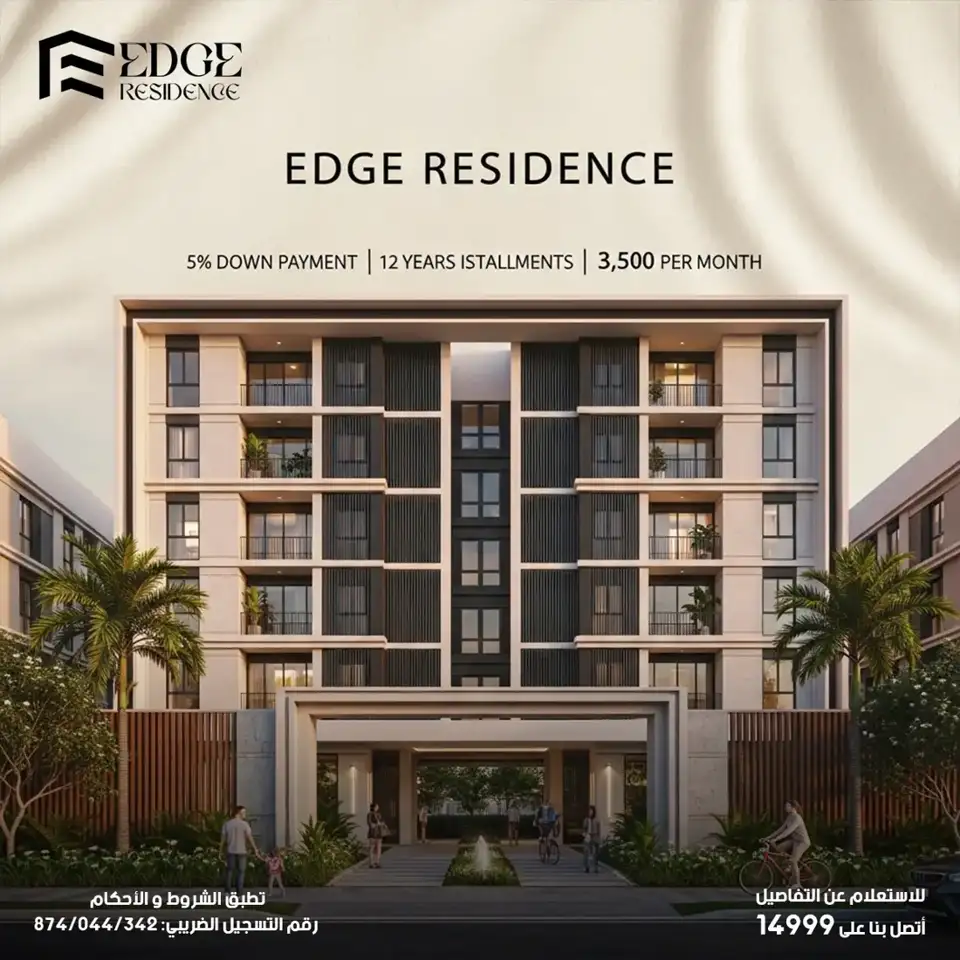 EDGE
RESIDENCE
EDGE RESIDENCE
5% DOWN PAYMENT | 12 YEARS ISTALLMENTS | 3,500 PER MONTH
للاستعلام عن التفاصيل
أتصل بنا على 14999
تطبق الشروط و الأحكام
رقم التسجيل الضريبي: 874/044/342